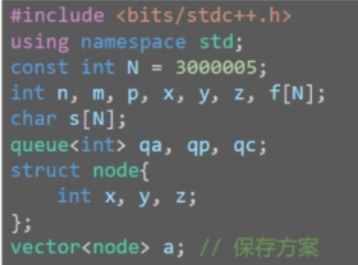 #include <bits/stdc++.h>
using namespace std;
const int N = 3000005;
int n, m, p, x, y, z, f[N];
char s[N];
queue<int> qa, qp, qc;
struct node{
    int x, y, z;
};
vector<node> a; // 保存方案